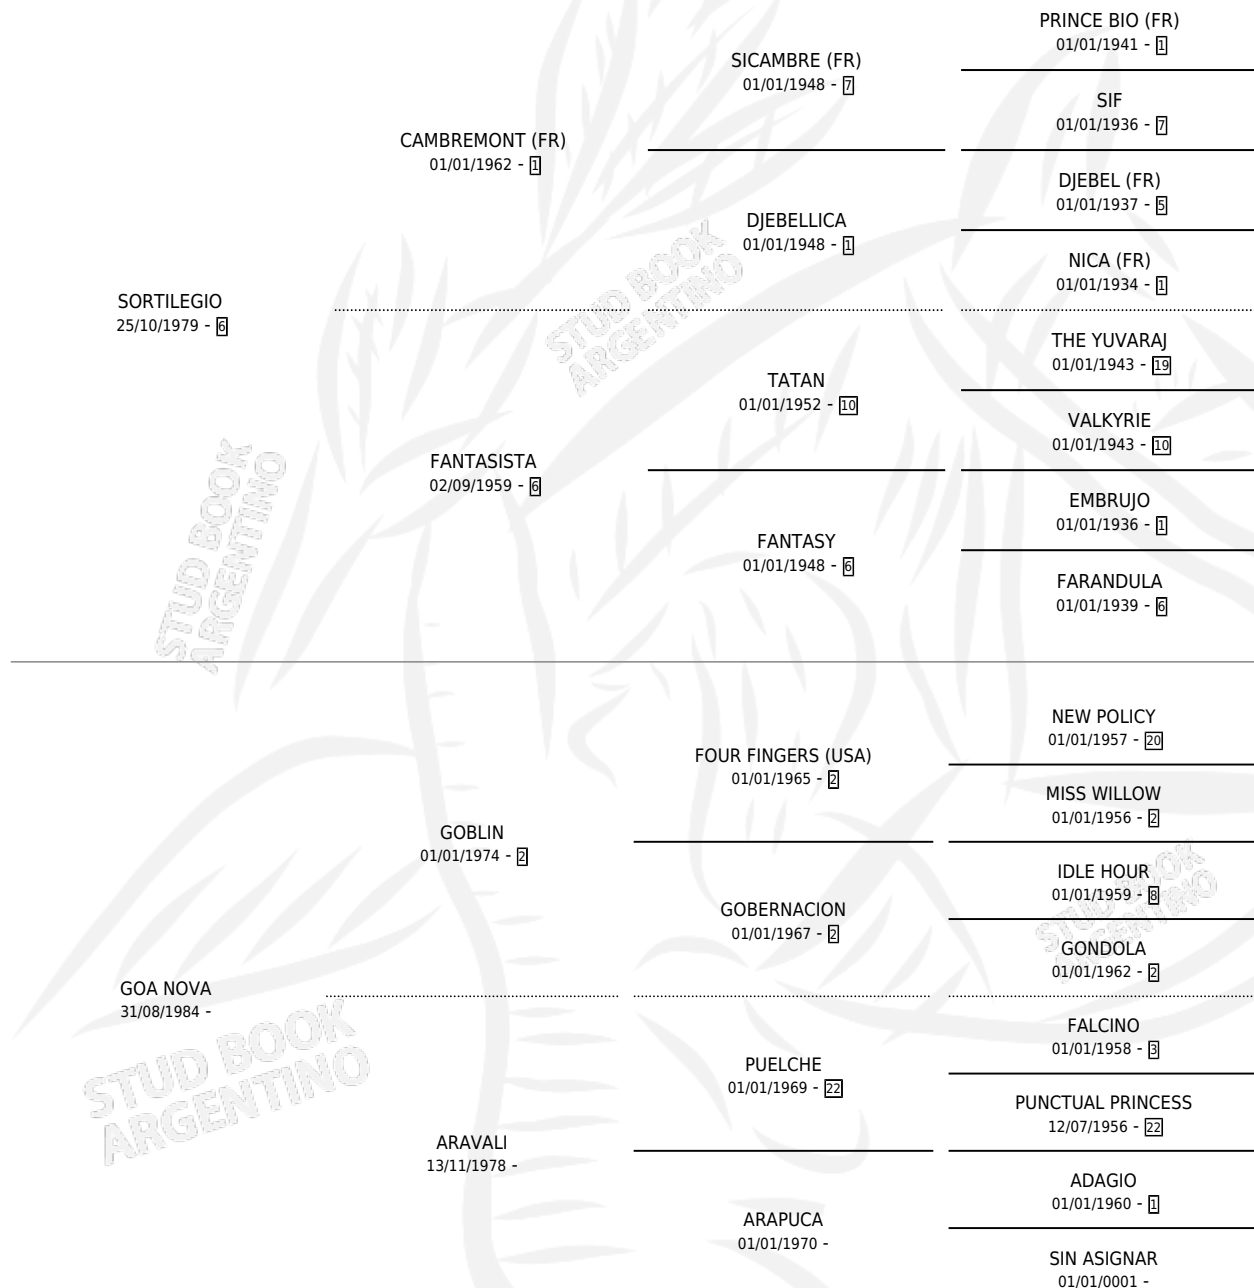 PRINCE BIO (FR)
01/01/1941 - 1
SICAMBRE (FR)
01/01/1948 - 7
SIF
01/01/1936 - 7
CAMBREMONT (FR)
01/01/1962 - 1
DJEBEL (FR)
01/01/1937 - 5
DJEBELLICA
01/01/1948 - 1
NICA (FR)
01/01/1934 - 1
SORTILEGIO
25/10/1979 - 6
THE YUVARAJ
01/01/1943 - 19
TATAN
01/01/1952 - 10
VALKYRIE
01/01/1943 - 10
FANTASISTA
02/09/1959 - 6
EMBRUJO
01/01/1936 - 1
FANTASY
01/01/1948 - 6
FARANDULA
01/01/1939 - 6
NEW POLICY
01/01/1957 - 20
FOUR FINGERS (USA)
01/01/1965 - 2
MISS WILLOW
01/01/1956 - 2
GOBLIN
01/01/1974 - 2
IDLE HOUR
01/01/1959 - 8
GOBERNACION
01/01/1967 - 2
GONDOLA
01/01/1962 - 2
GOA NOVA
31/08/1984 -
FALCINO
01/01/1958 - 3
PUELCHE
01/01/1969 - 22
PUNCTUAL PRINCESS
12/07/1956 - 22
ARAVALI
13/11/1978 -
ADAGIO
01/01/1960 - 1
ARAPUCA
01/01/1970 -
SIN ASIGNAR
01/01/0001 -
STUD BOOK
ARGENTINO
STUD BOOK
ARGENTINO
STUD BOOK
ARGENTINO
STUD BOOK
ARGENTINO